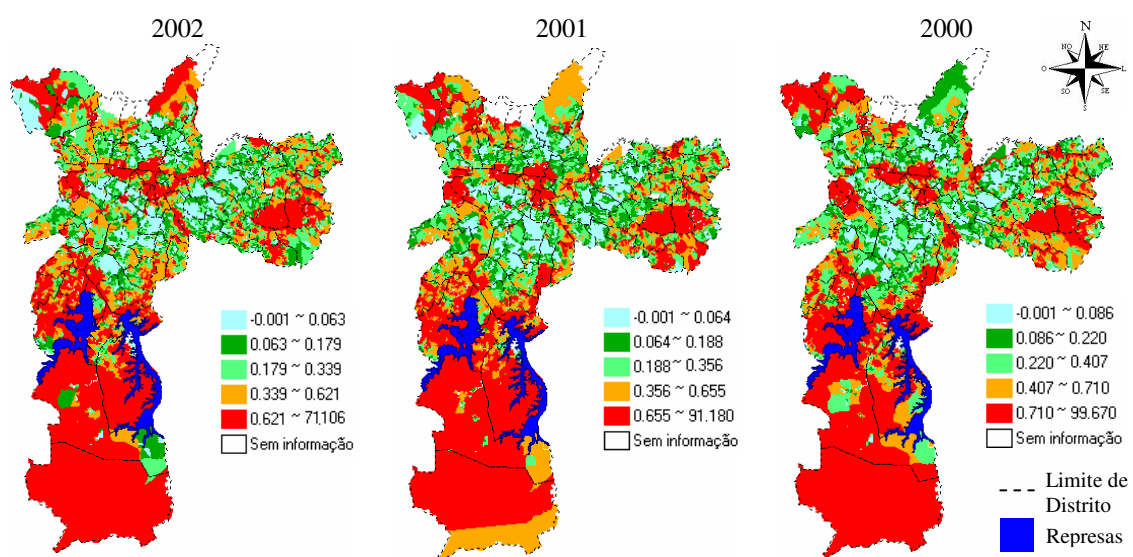 2002
2001
2000
N
NO
NE
O
L
SO
SE
S
-0.001 ~ 0.063
0.063 ~ 0.179
0.179 ~ 0.339
0.339 ~ 0.621
0.621 ~ 71.106
Sem informação
-0.001 ~ 0.064
0.064 ~ 0.188
0.188 ~ 0.356
0.356 ~ 0.655
0.655 ~ 91.180
Sem informação
-0.001 ~ 0.086
0.086 ~ 0.220
0.220 ~ 0.407
0.407 ~ 0.710
0.710 ~ 99.670
Sem informação
Limite de
Distrito
Represas